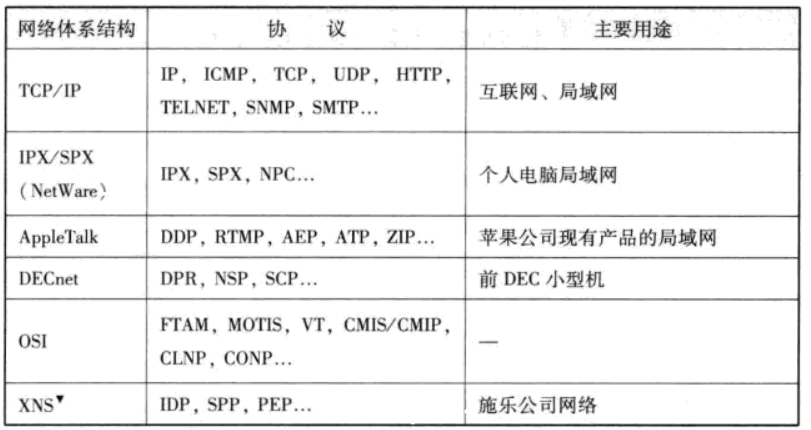 网络体系结构 协 议 主要用途
TCP/IP
IP, ICMP, TCP, UDP, HTTP,
TELNET, SNMP, SMTP...
互联网、局域网
IPX/SPX
(NetWare)
IPX, SPX, NPC...
个人电脑局域网
AppleTalk DDP, RTMP, AEP, ATP, ZIP... 苹果公司现有产品的局域网
DECnet DPR, NSP, SCP... 前 DEC 小型机
OSI
FTAM, MOTIS, VT, CMIS/CMIP,
CLNP, CONP...
—
XNS▼ IDP, SPP, PEP... 施乐公司网络